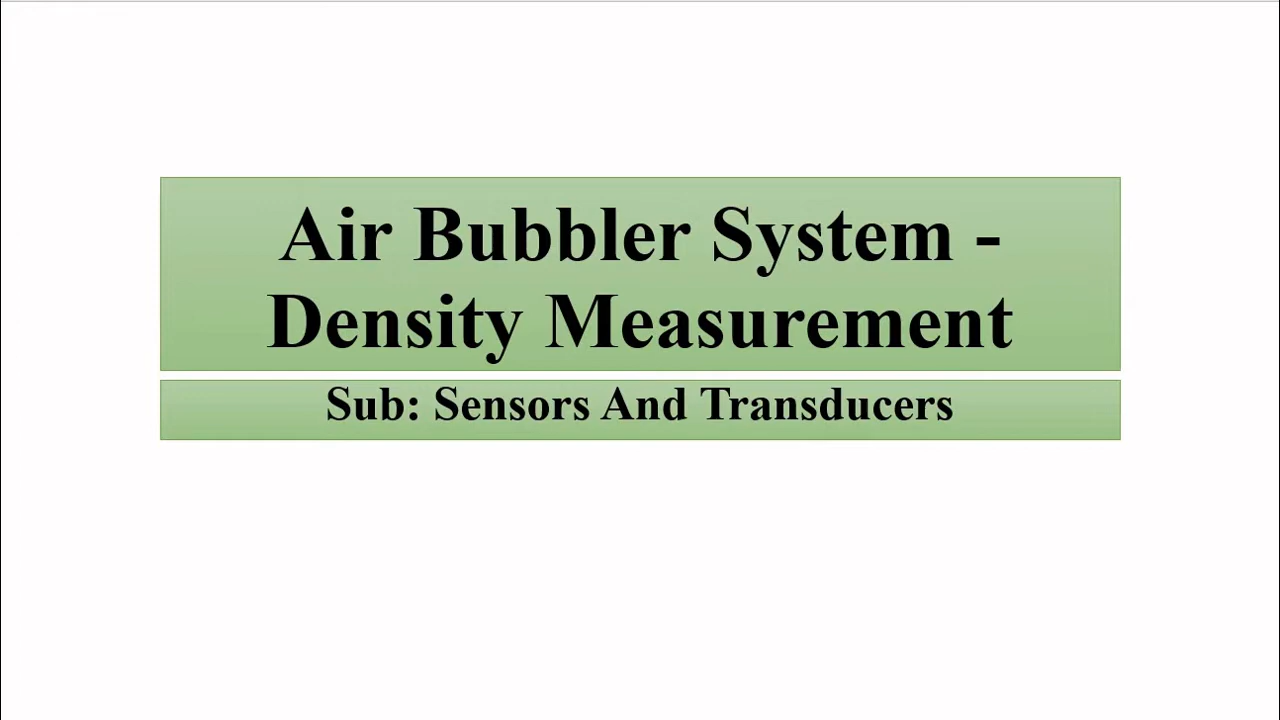 Air Bubbler System -
Density Measurement
Sub: Sensors And Transducers